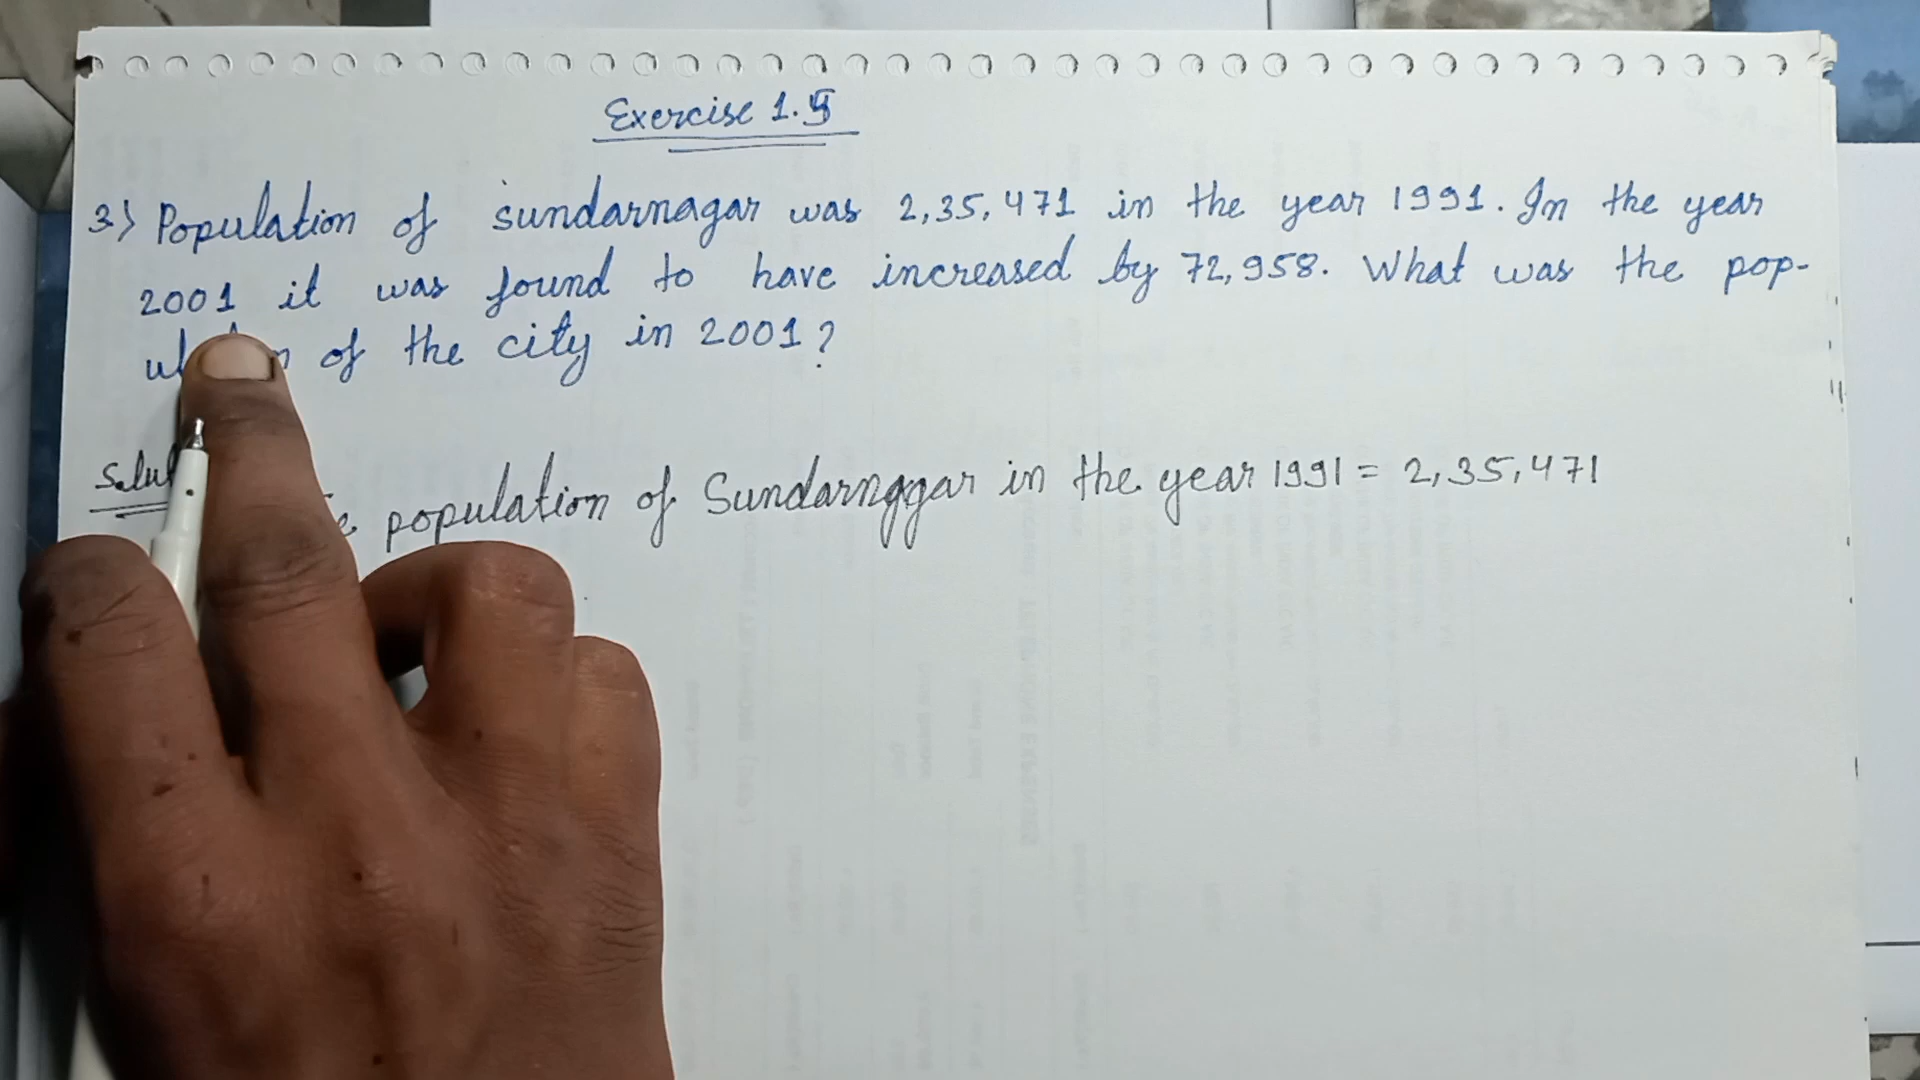 Exercise 1.5
3) Population of sundarnagar was 2,35,471 in the year 1991. In the year
2001 it was found to have increased by 72,958. What was the pop-
of the city in 2001?
population of Sundarnagar in the year 1991 = 2,35,471